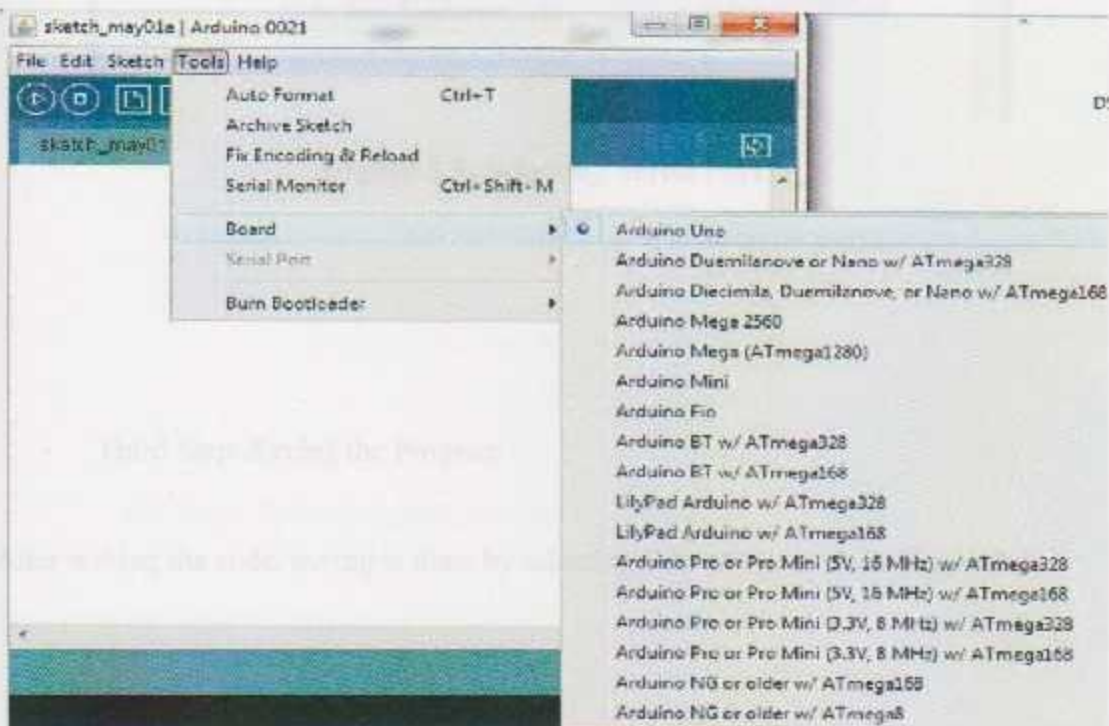 sketch_may01a | Arduino 0021
File Edit Sketch Tools Help
Auto Format Ctrl+T
Archive Sketch
sketch_may01
Fix Encoding & Reload
Serial Monitor Ctrl+Shift+M
Board
Arduino Uno
Serial Port
Arduino Duemilanove or Nano w/ ATmega328
Arduino Diecimila, Duemilanove, or Nano w/ ATmega168
Burn Bootloader
Arduino Mega 2560
Arduino Mega (ATmega1280)
Arduino Mini
Arduino Fio
Arduino BT w/ ATmega328
Arduino BT w/ ATmega168
LilyPad Arduino w/ ATmega328
LilyPad Arduino w/ ATmega168
Arduino Pro or Pro Mini (5V, 16 MHz) w/ ATmega328
Arduino Pro or Pro Mini (5V, 16 MHz) w/ ATmega168
Arduino Pro or Pro Mini (3.3V, 8 MHz) w/ ATmega328
Arduino Pro or Pro Mini (3.3V, 8 MHz) w/ ATmega168
Arduino NG or older w/ ATmega168
Arduino NG or older w/ ATmega8